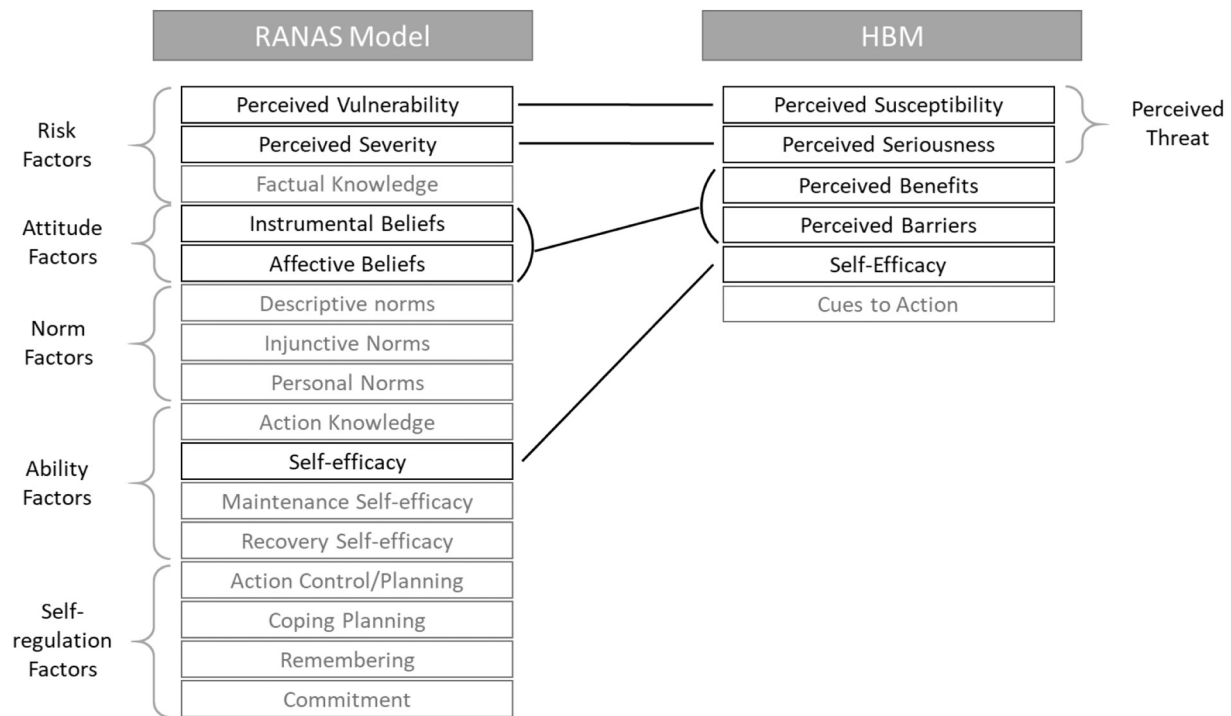 RANAS Model
HBM
Risk
Factors
Perceived Vulnerability
Perceived Severity
Factual Knowledge
Attitude
Factors
Instrumental Beliefs
Affective Beliefs
Norm
Factors
Descriptive norms
Injunctive Norms
Personal Norms
Ability
Factors
Action Knowledge
Self-efficacy
Maintenance Self-efficacy
Recovery Self-efficacy
Self-
regulation
Factors
Action Control/Planning
Coping Planning
Remembering
Commitment
Perceived Susceptibility
Perceived Seriousness
Perceived Benefits
Perceived Barriers
Self-Efficacy
Cues to Action
Perceived
Threat